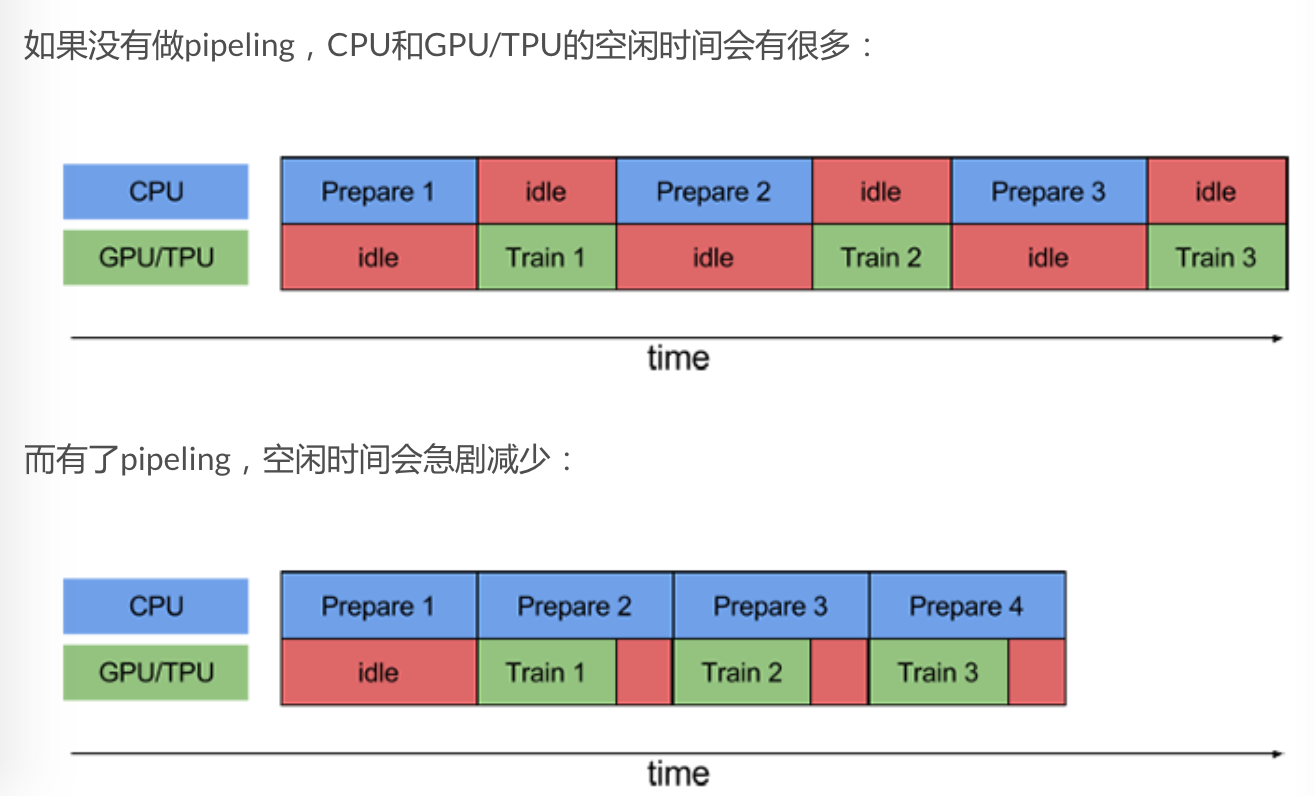 如果没有做pipeling，CPU和GPU/TPU的空闲时间会有很多：
CPU Prepare 1 idle Prepare 2 idle Prepare 3 idle
GPU/TPU idle Train 1 idle Train 2 idle Train 3
time
而有了pipeling，空闲时间会急剧减少：
CPU Prepare 1 Prepare 2 Prepare 3 Prepare 4
GPU/TPU idle Train 1 Train 2 Train 3
time